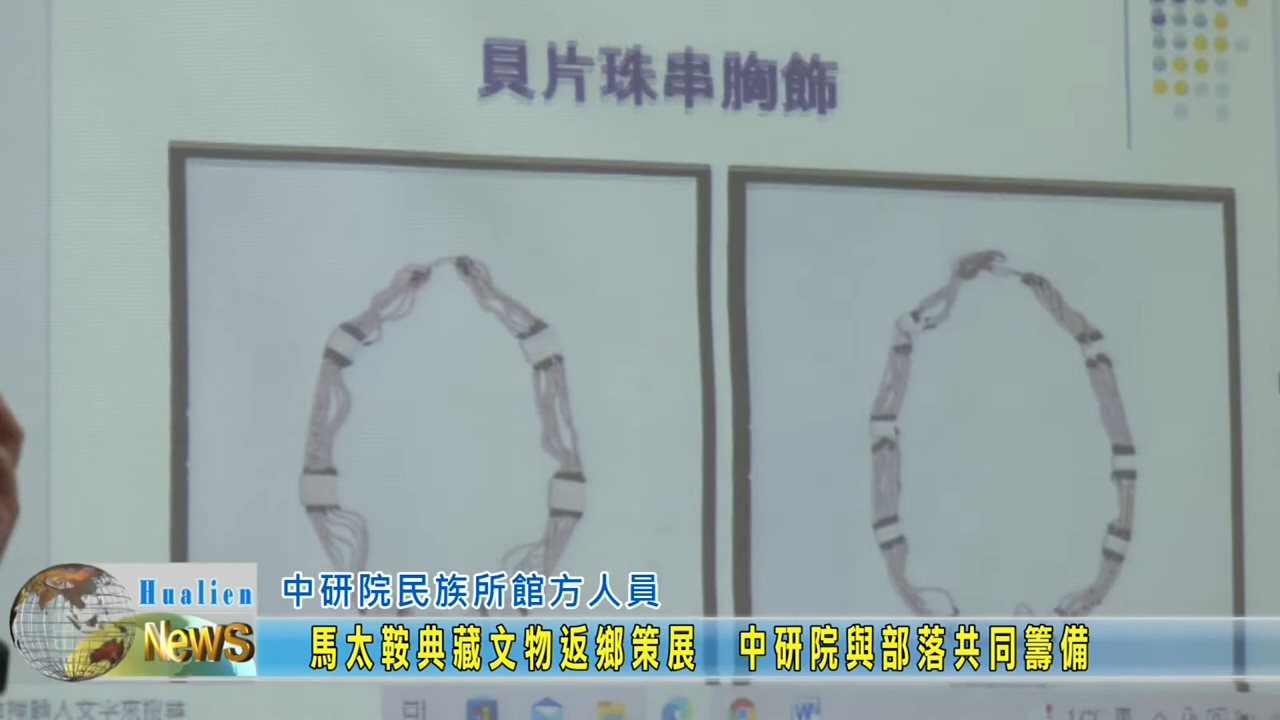 貝片珠串胸飾
Hualien
News
中研院民族所館方人員
馬太鞍典藏文物返鄉策展 中研院與部落共同籌備